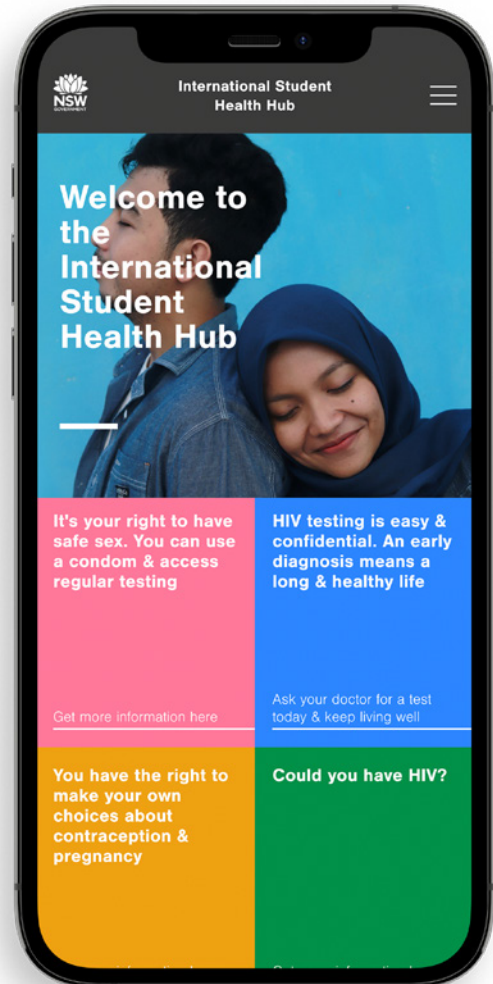 NSW
GOVERNMENT
International Student
Health Hub
Welcome to
the
International
Student
Health Hub
It's your right to have
safe sex. You can use
a condom & access
regular testing
Get more information here
HIV testing is easy &
confidential. An early
diagnosis means a
long & healthy life
Ask your doctor for a test
today & keep living well
You have the right to
make your own
choices about
contraception &
pregnancy
Could you have HIV?